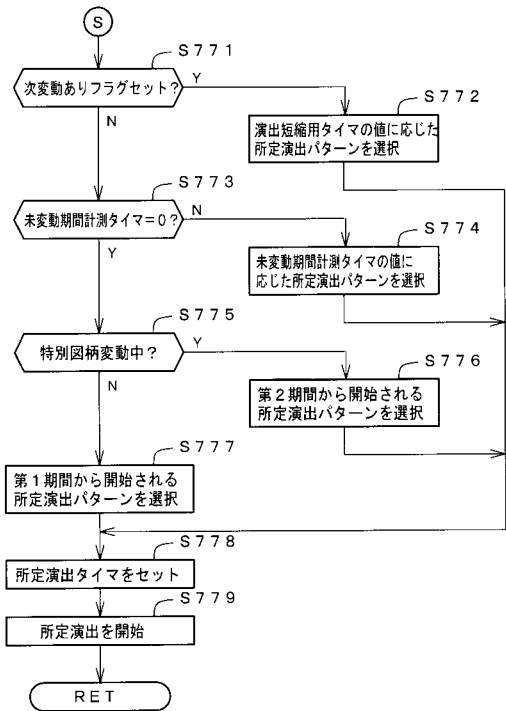 S
S771
次変動ありフラグセット？
Y
N
S772
演出短縮用タイマの値に応じた
所定演出パターンを選択
S773
未変動期間計測タイマ＝0？
N
Y
S774
未変動期間計測タイマの値に
応じた所定演出パターンを選択
S775
特別図柄変動中？
Y
N
S776
第2期間から開始される
所定演出パターンを選択
S777
第1期間から開始される
所定演出パターンを選択
S778
所定演出タイマをセット
S779
所定演出を開始
RET